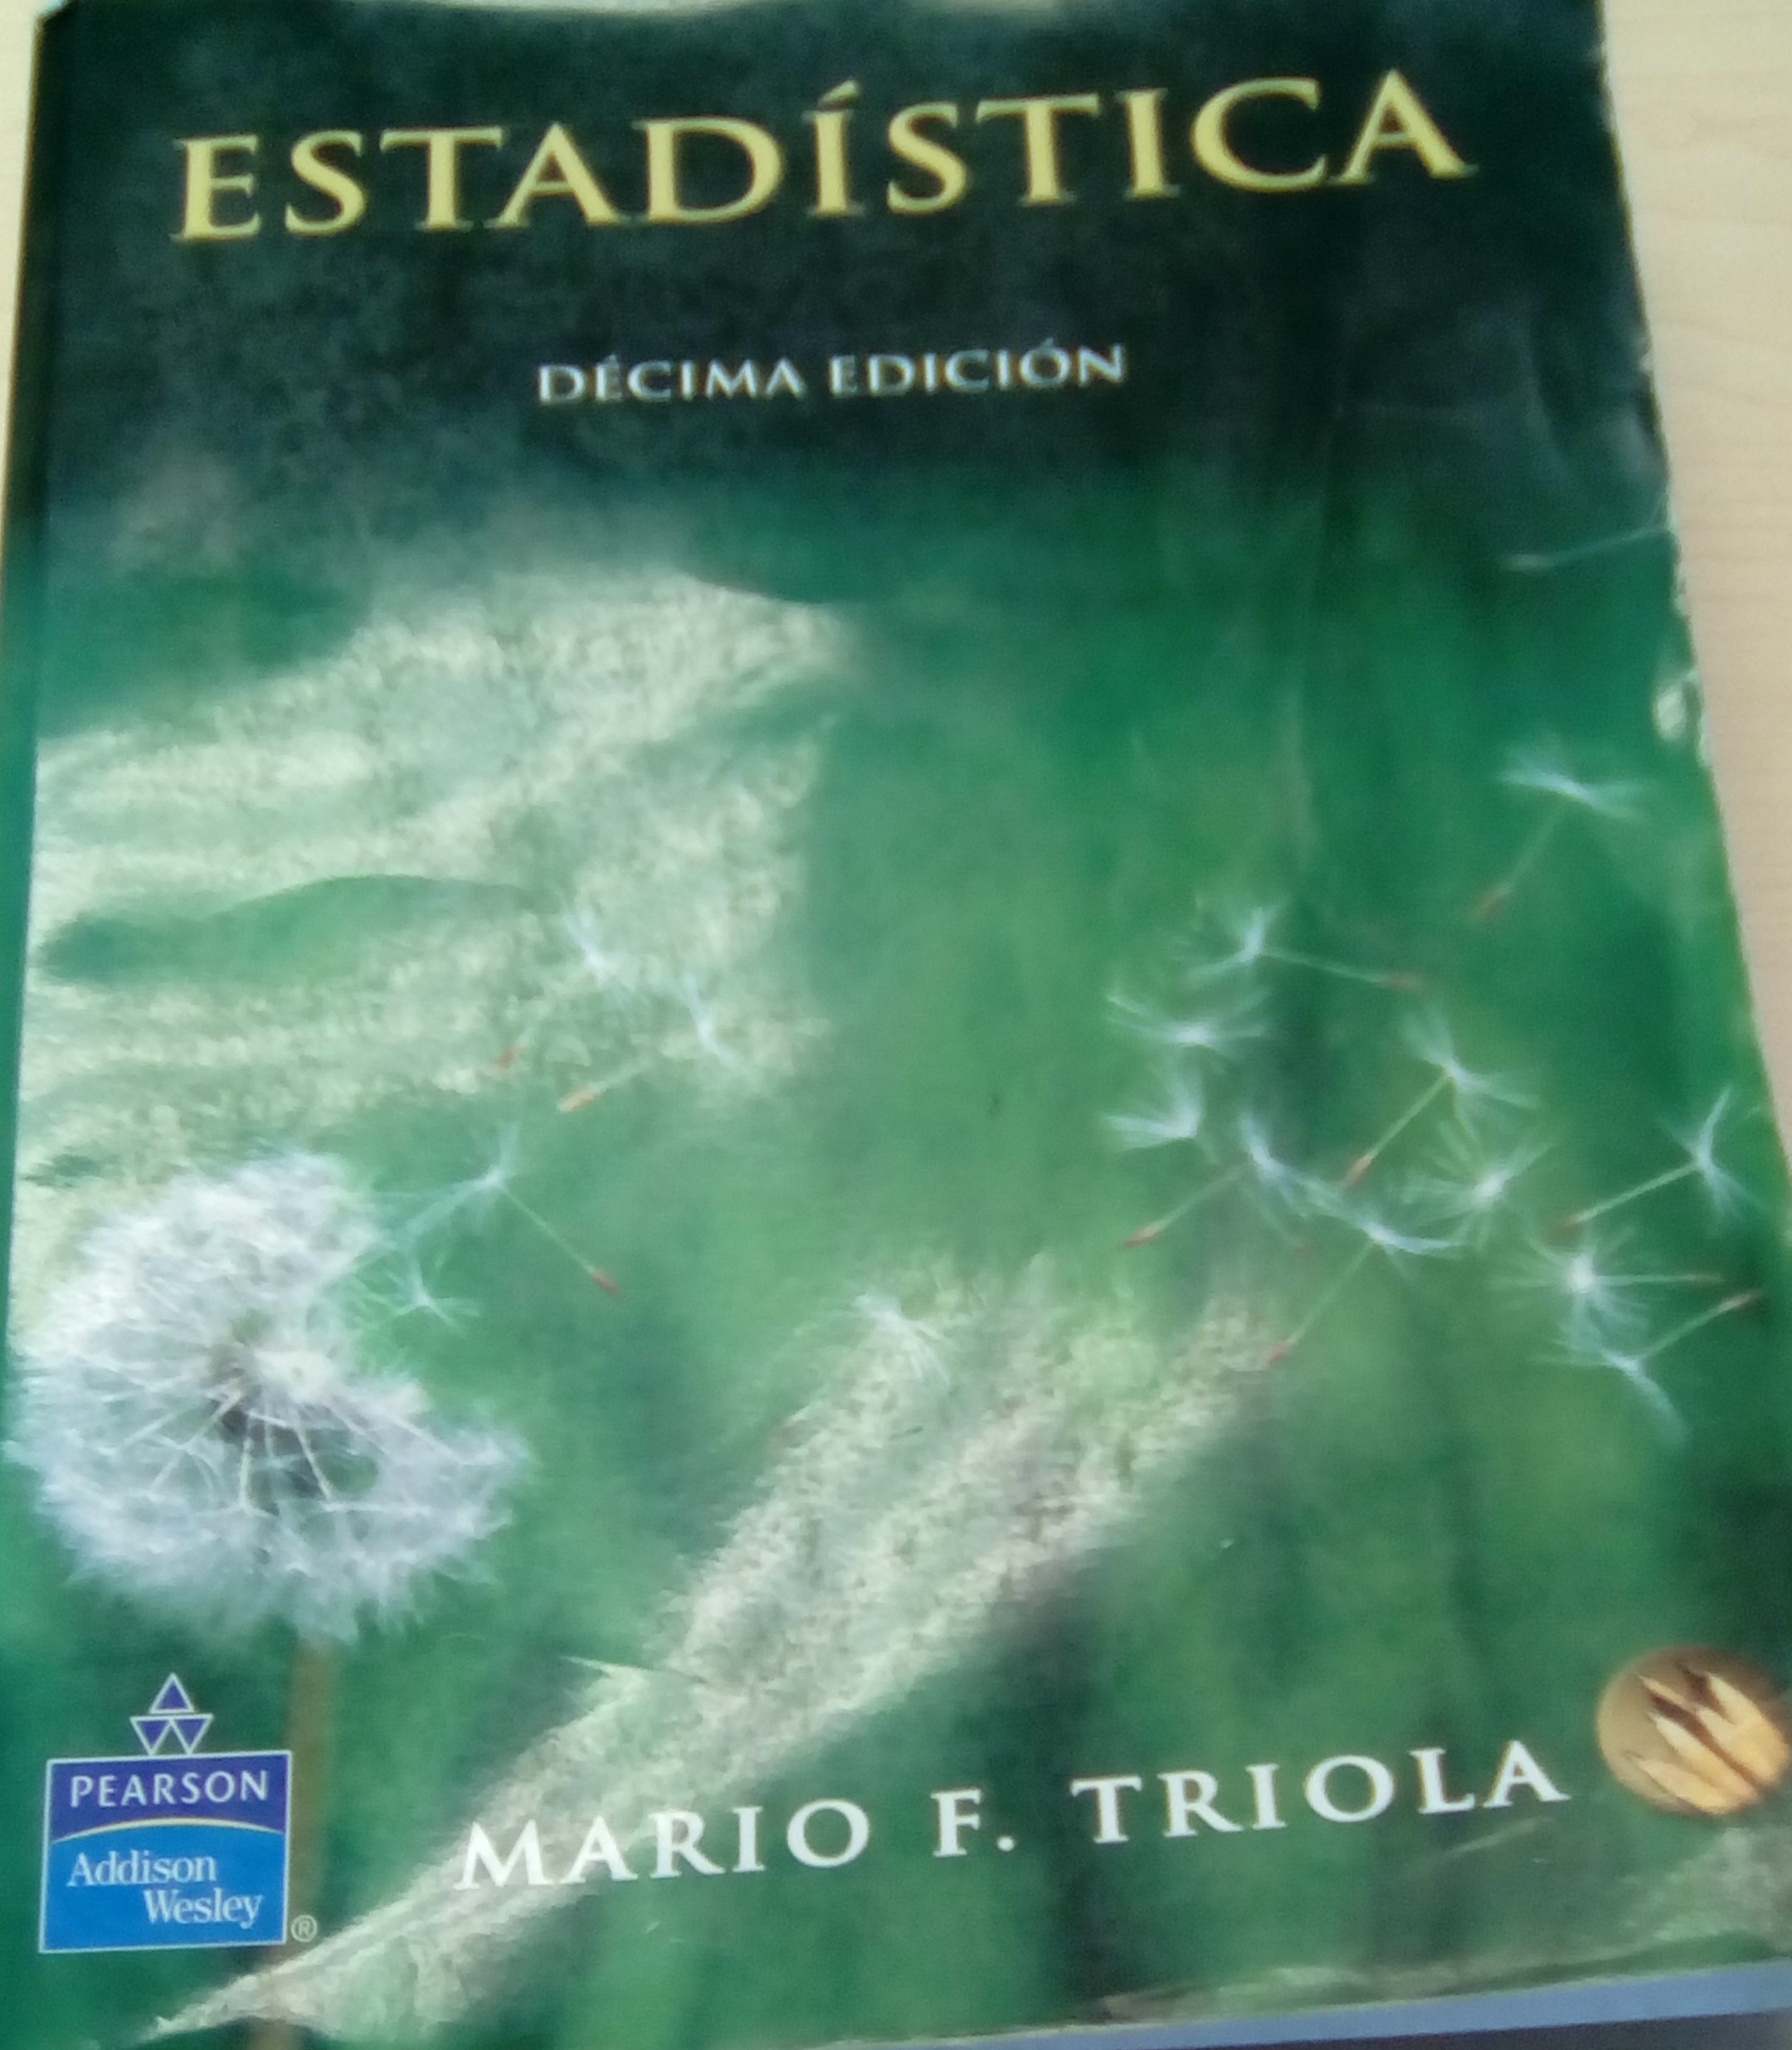 ESTADÍSTICA
DÉCIMA EDICIÓN
MARIO F. TRIOLA
PEARSON
Addison
Wesley
®